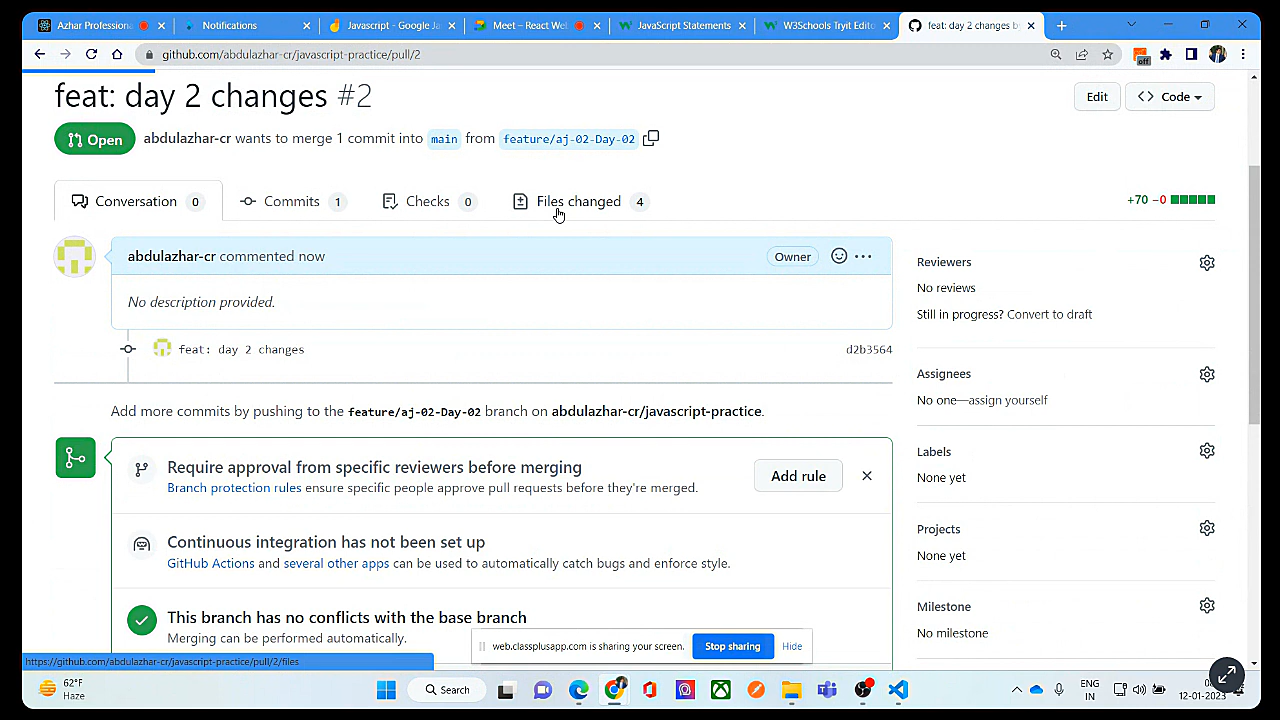 Azhar Professiona
Notifications
Javascript - Google Ja
Meet – React Web
JavaScript Statements
W3Schools Tryit Edito
feat: day 2 changes b
github.com/abdulazhar-cr/javascript-practice/pull/2
off
feat: day 2 changes #2
Edit
<> Code
Open
abdulazhar-cr wants to merge 1 commit into main from feature/aj-02-Day-02
Conversation 0
Commits 1
Checks 0
Files changed 4
+70 −0
abdulazhar-cr commented now
Owner
No description provided.
feat: day 2 changes
d2b3564
Add more commits by pushing to the feature/aj-02-Day-02 branch on abdulazhar-cr/javascript-practice.
Require approval from specific reviewers before merging
Branch protection rules ensure specific people approve pull requests before they're merged.
Add rule
Continuous integration has not been set up
GitHub Actions and several other apps can be used to automatically catch bugs and enforce style.
This branch has no conflicts with the base branch
Merging can be performed automatically.
Reviewers
No reviews
Still in progress? Convert to draft
Assignees
No one—assign yourself
Labels
None yet
Projects
None yet
Milestone
No milestone
web.classplusapp.com is sharing your screen.
Stop sharing
Hide
https://github.com/abdulazhar-cr/javascript-practice/pull/2/files
62°F
Haze
Search
ENG
IN
12-01-2023